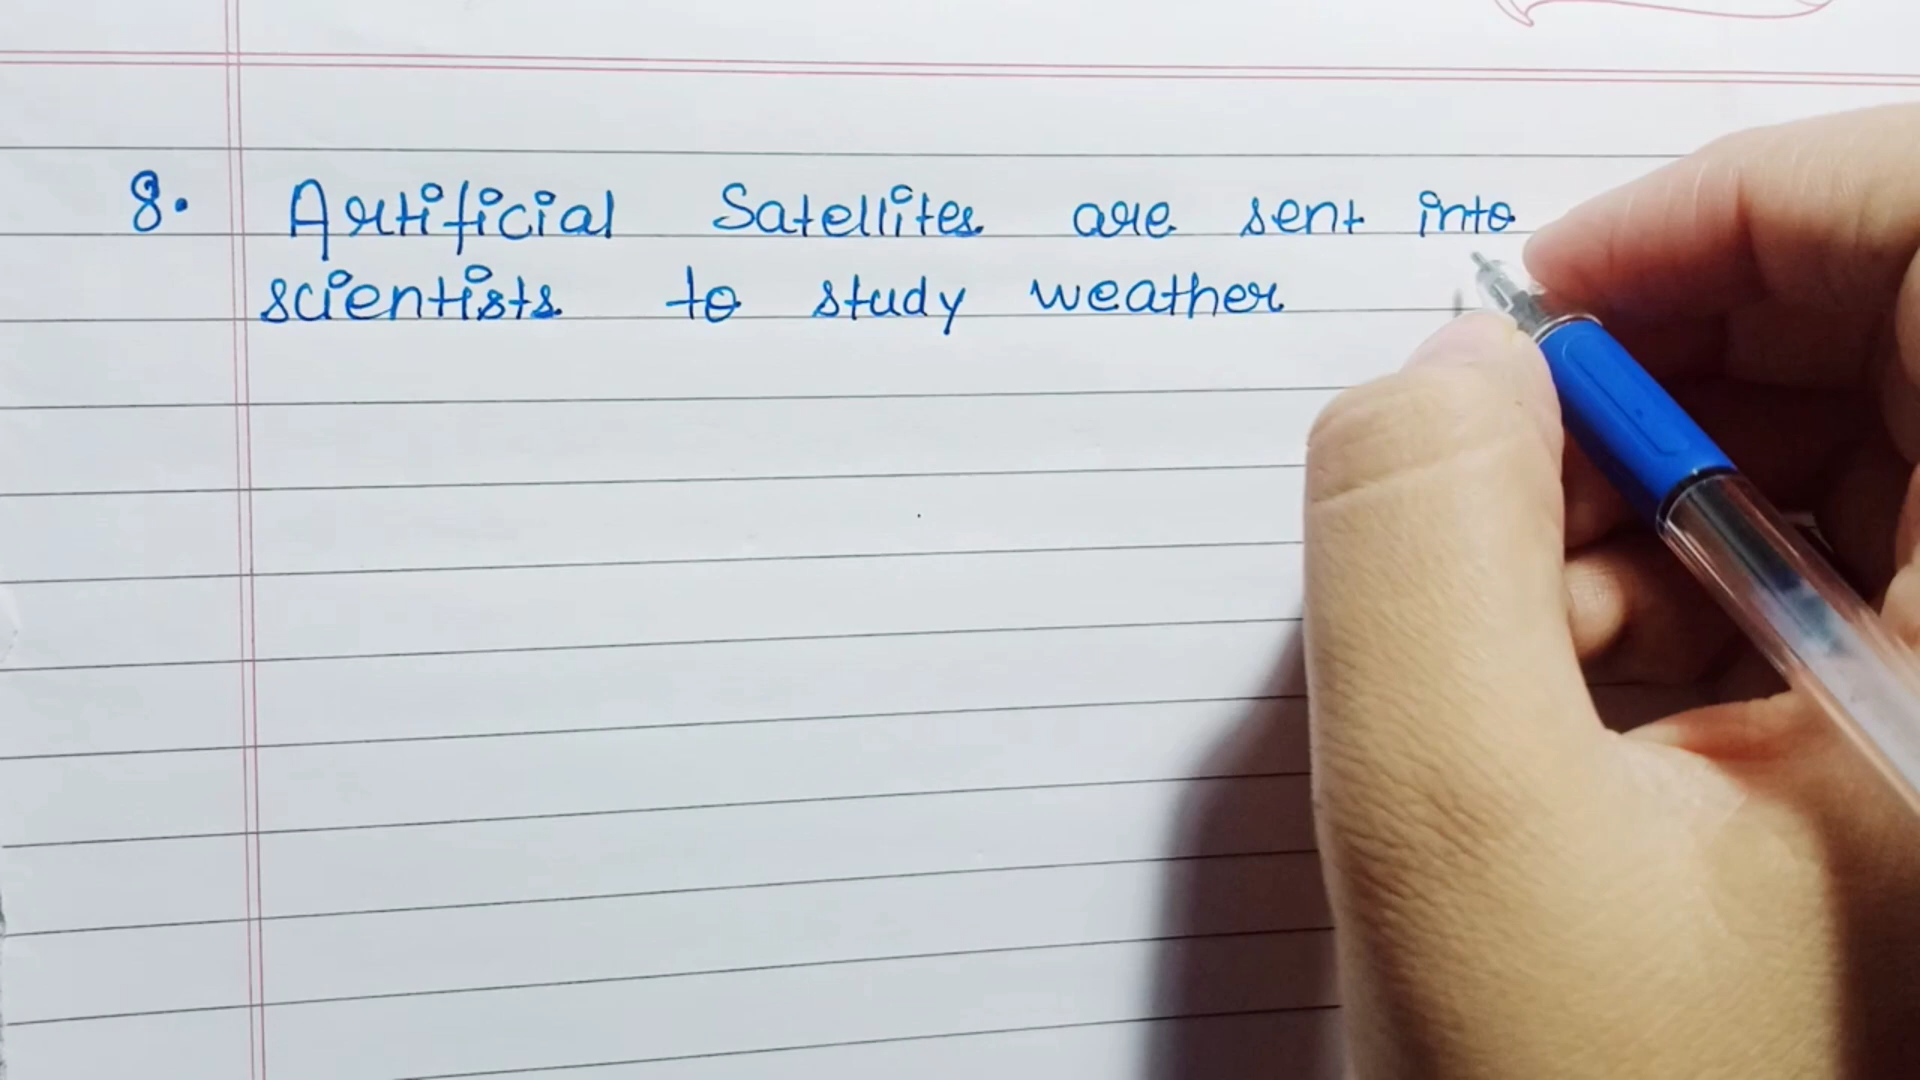 8. Artificial Satellites are sent into
scientists to study weather